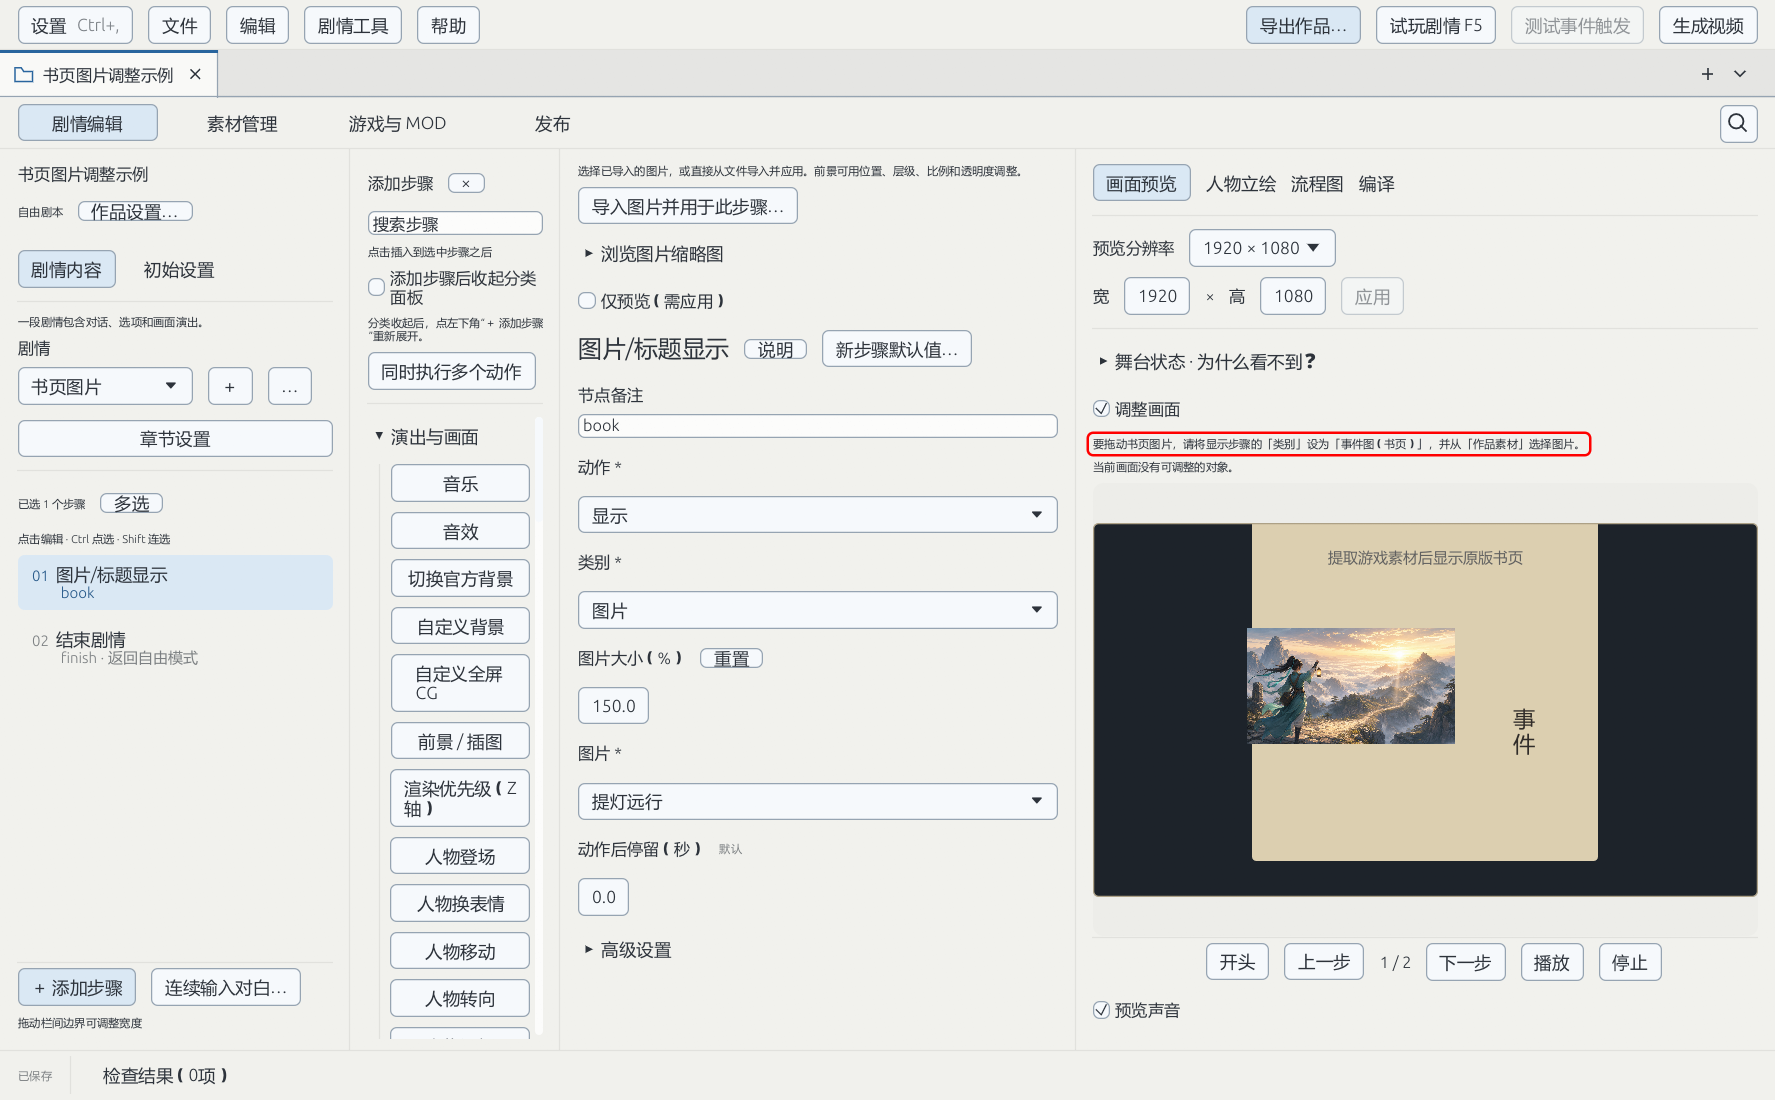 设置 Ctrl+,
文件
编辑
剧情工具
帮助
导出作品...
试玩剧情 F5
测试事件触发
生成视频
书页图片调整示例 ×
+
剧情编辑
素材管理
游戏与 MOD
发布
书页图片调整示例
自由剧本
作品设置...
剧情内容
初始设置
一段剧情包含对话、选项和画面演出。
剧情
书页图片
+
...
章节设置
已选 1 个步骤
多选
点击编辑 · Ctrl 点选 · Shift 连选
01 图片/标题显示
book
02 结束剧情
finish · 返回自由模式
+ 添加步骤
连续输入对白...
拖动栏间边界可调整宽度
添加步骤
×
搜索步骤
点击插入到选中步骤之后
添加步骤后收起分类
面板
分类收起后，点左下角“+ 添加步骤
”重新展开。
同时执行多个动作
演出与画面
音乐
音效
切换官方背景
自定义背景
自定义全屏
CG
前景 / 插图
渲染优先级 ( Z
轴 )
人物登场
人物换表情
人物移动
人物转向
选择已导入的图片，或直接从文件导入并应用。前景可用位置、层级、比例和透明度调整。
导入图片并用于此步骤...
浏览图片缩略图
仅预览 ( 需应用 )
图片/标题显示
说明
新步骤默认值...
节点备注
book
动作 *
显示
类别 *
图片
图片大小 ( % )
重置
150.0
图片 *
提灯远行
动作后停留 ( 秒 )
默认
0.0
高级设置
画面预览
人物立绘
流程图
编译
预览分辨率
1920 × 1080
宽
1920
×
高
1080
应用
舞台状态 · 为什么看不到?
调整画面
要拖动书页图片，请将显示步骤的「类别」设为「事件图 ( 书页 ) 」，并从「作品素材」选择图片。
当前画面没有可调整的对象。
提取游戏素材后显示原版书页
事
件
开头
上一步
1 / 2
下一步
播放
停止
预览声音
已保存
检查结果 ( 0项 )